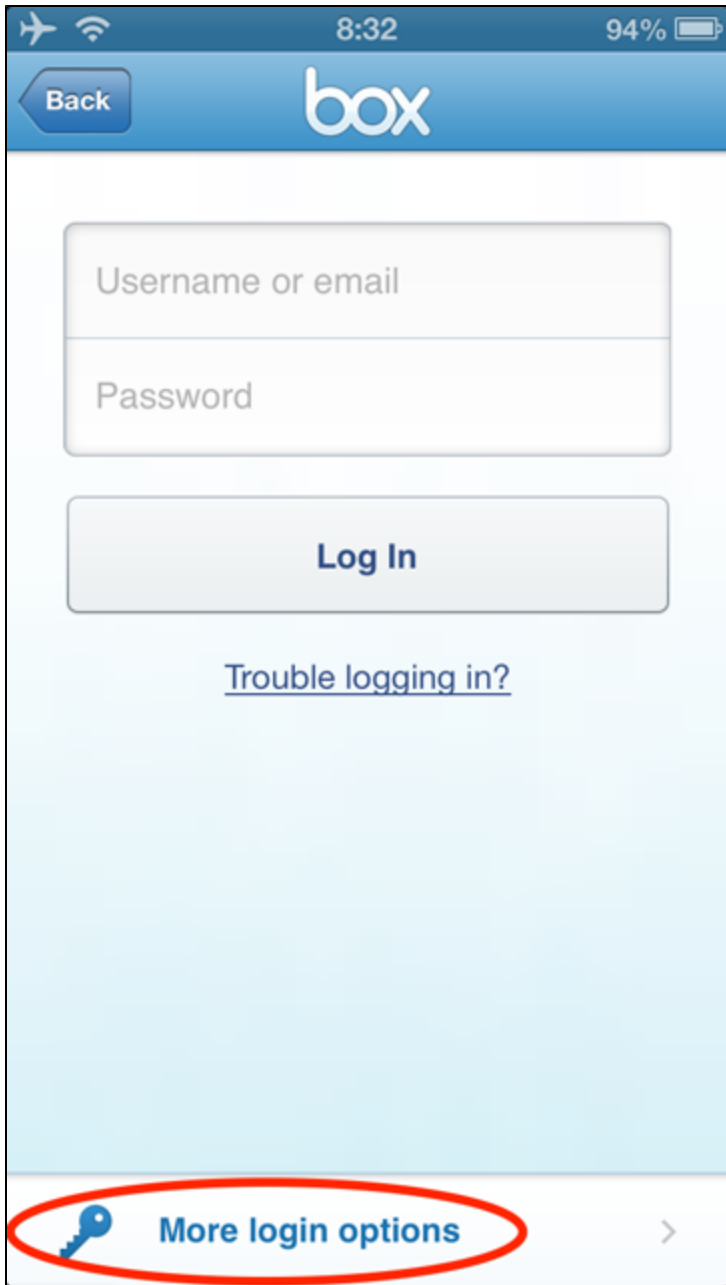 8:32
94%
Back
box
Username or email
Password
Log In
Trouble logging in?
More login options